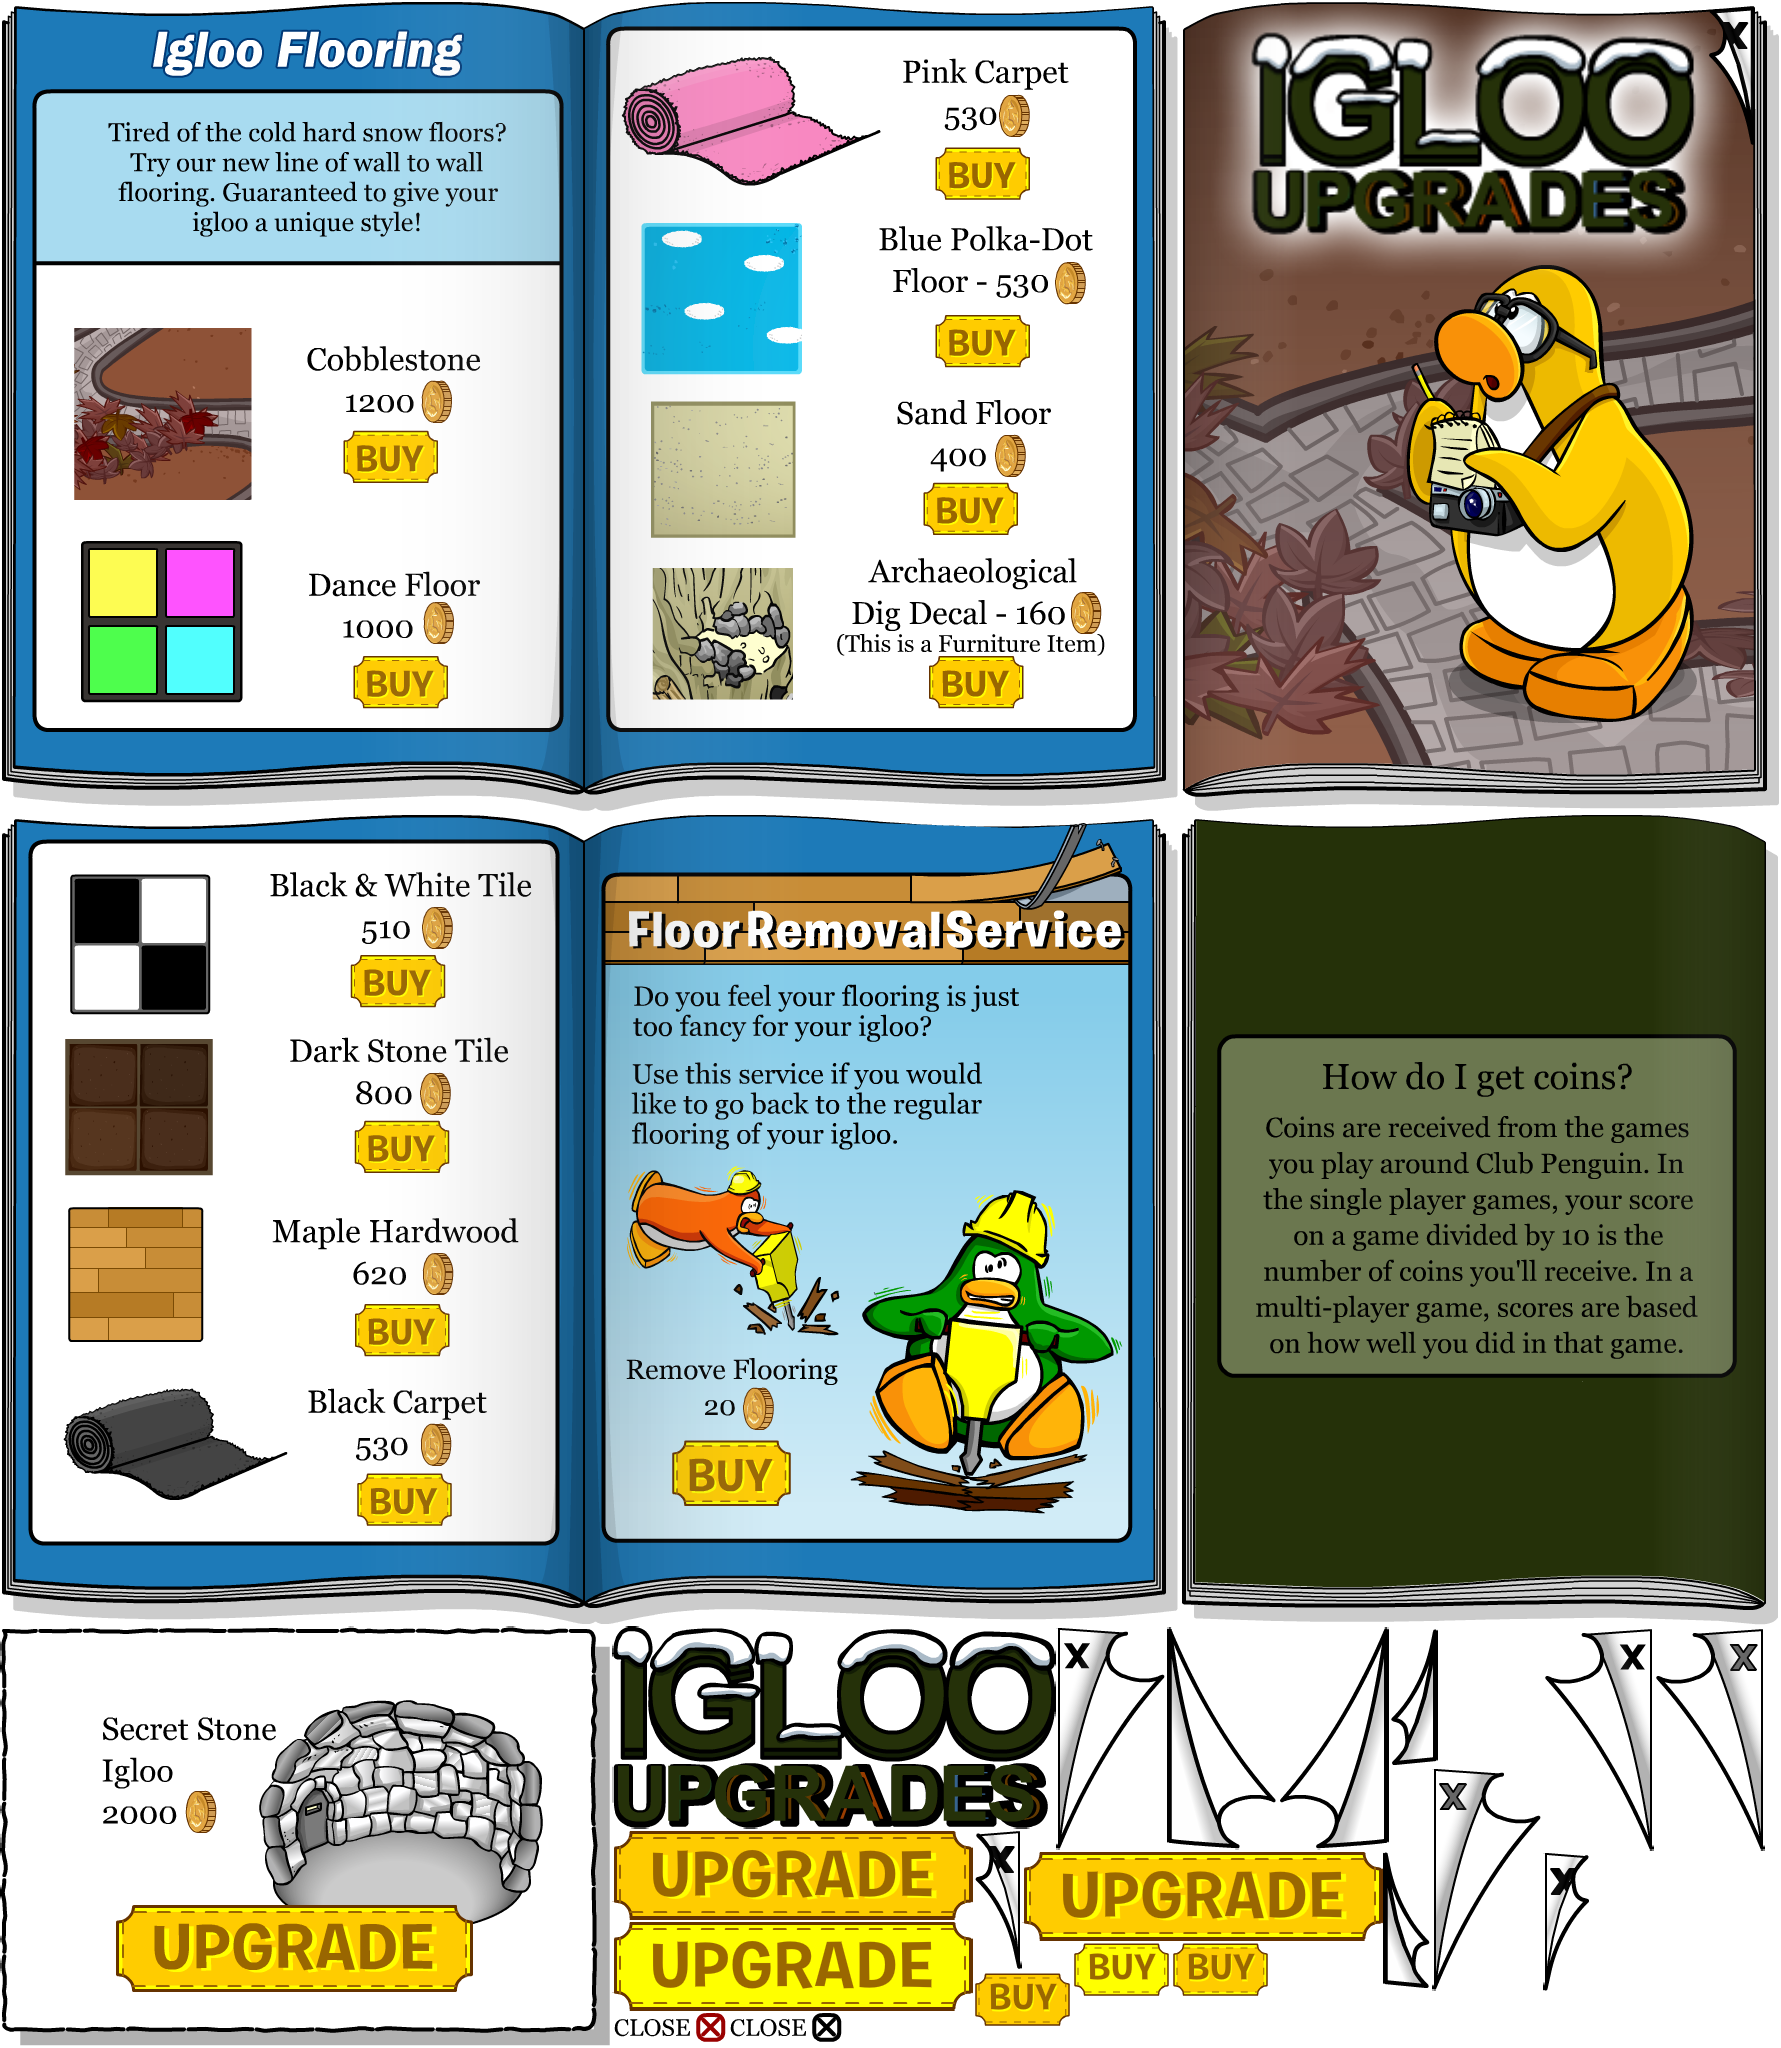 Igloo Flooring
Tired of the cold hard snow floors?
Try our new line of wall to wall
flooring. Guaranteed to give your
igloo a unique style!
Cobblestone
1200
BUY
Dance Floor
1000
BUY
Pink Carpet
530
BUY
Blue Polka-Dot
Floor - 530
BUY
Sand Floor
400
BUY
Archaeological
Dig Decal - 160
(This is a Furniture Item)
BUY
X
IGLOO
UPGRADES
Black & White Tile
510
BUY
Dark Stone Tile
800
BUY
Maple Hardwood
620
BUY
Black Carpet
530
BUY
Floor Removal Service
Do you feel your flooring is just
too fancy for your igloo?
Use this service if you would
like to go back to the regular
flooring of your igloo.
Remove Flooring
20
BUY
How do I get coins?
Coins are received from the games
you play around Club Penguin. In
the single player games, your score
on a game divided by 10 is the
number of coins you'll receive. In a
multi-player game, scores are based
on how well you did in that game.
Secret Stone
Igloo
2000
UPGRADE
IGLOO
UPGRADES
X
X
X
X
UPGRADE
X
UPGRADE
X
UPGRADE
BUY
BUY
BUY
CLOSE
CLOSE